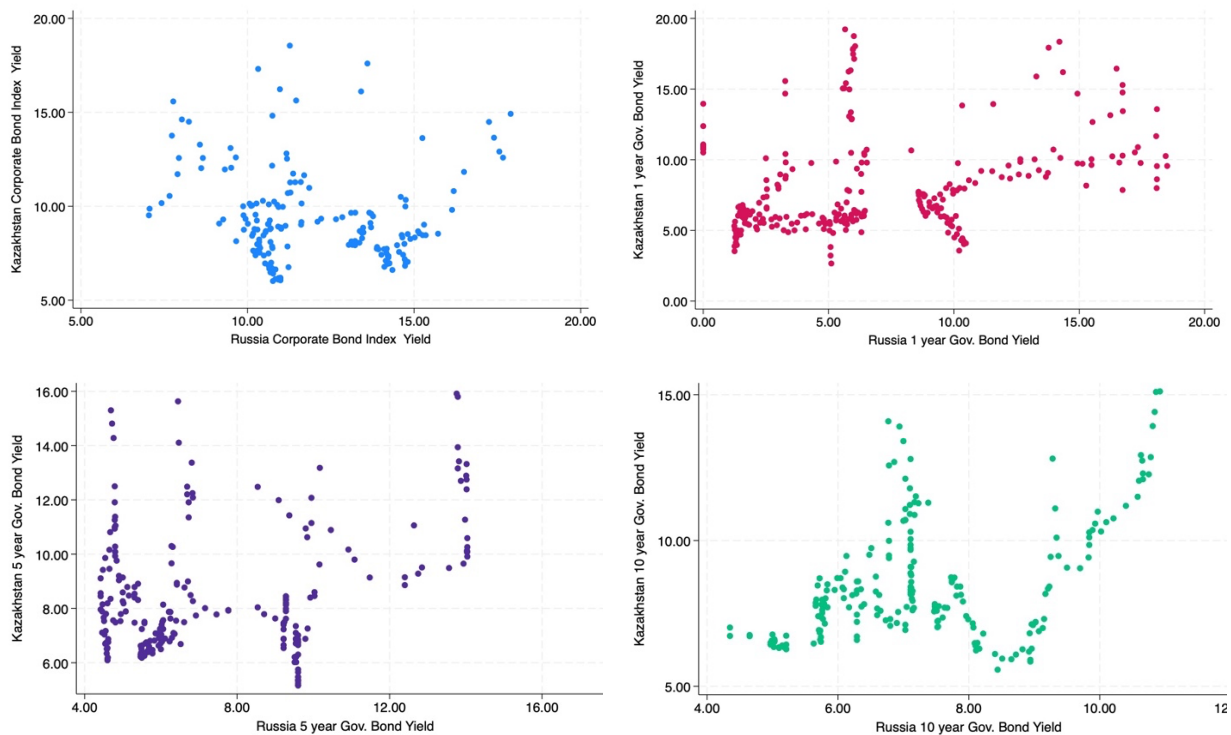 20.00
15.00
10.00
5.00
Kazakhstan Corporate Bond Index  Yield
5.00 10.00 15.00 20.00
Russia Corporate Bond Index  Yield
20.00
15.00
10.00
5.00
0.00
Kazakhstan 1 year Gov. Bond Yield
0.00 5.00 10.00 15.00 20.00
Russia 1 year Gov. Bond Yield
16.00
14.00
12.00
10.00
8.00
6.00
Kazakhstan 5 year Gov. Bond Yield
4.00 8.00 12.00 16.00
Russia 5 year Gov. Bond Yield
15.00
10.00
5.00
Kazakhstan 10 year Gov. Bond Yield
4.00 6.00 8.00 10.00
Russia 10 year Gov. Bond Yield